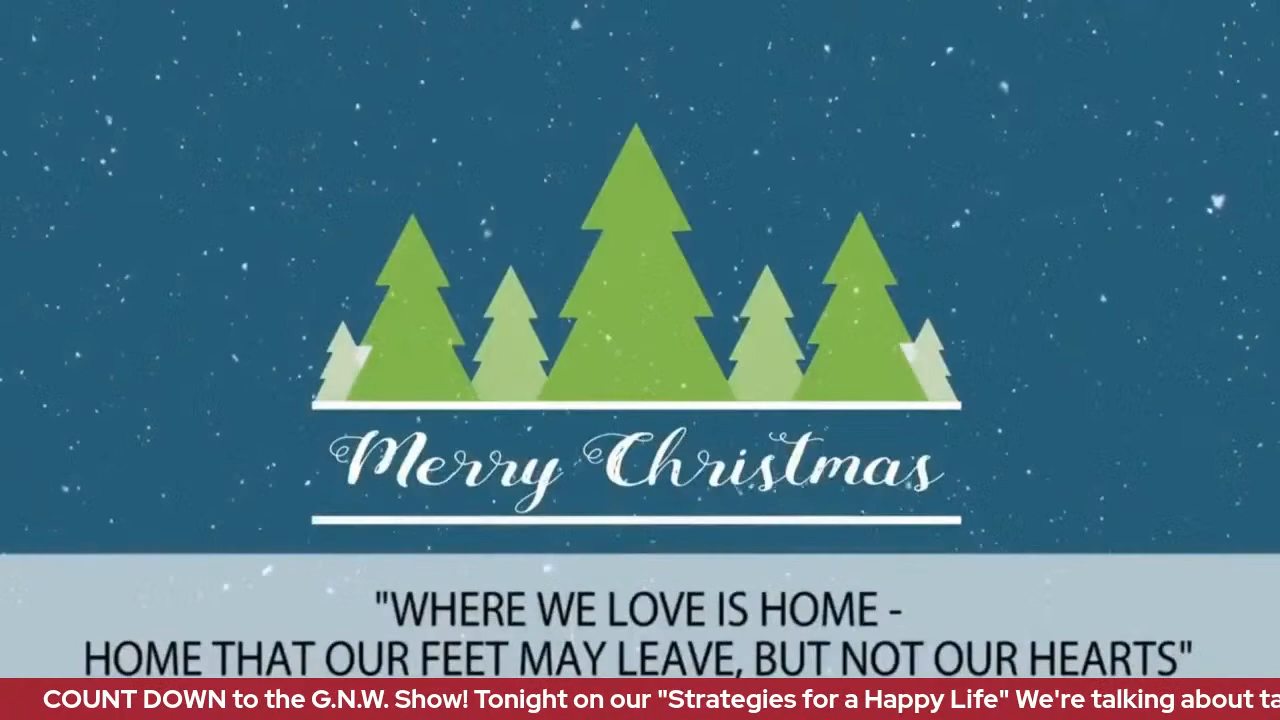 Merry Christmas
"WHERE WE LOVE IS HOME -
HOME THAT OUR FEET MAY LEAVE, BUT NOT OUR HEARTS"
COUNT DOWN to the G.N.W. Show! Tonight on our "Strategies for a Happy Life" We're talking about